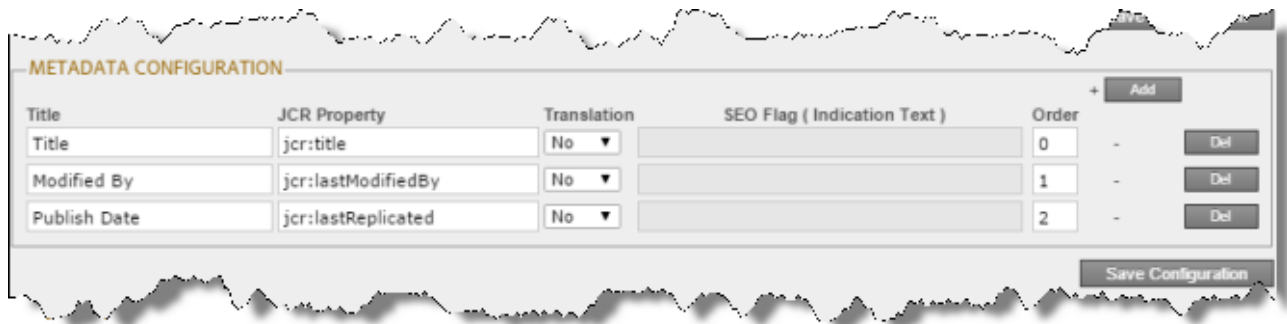 METADATA CONFIGURATION
+ Add
Title JCR Property Translation SEO Flag ( Indication Text ) Order
Title jcr:title No 0 - Del
Modified By jcr:lastModifiedBy No 1 - Del
Publish Date jcr:lastReplicated No 2 - Del
Save Configuration